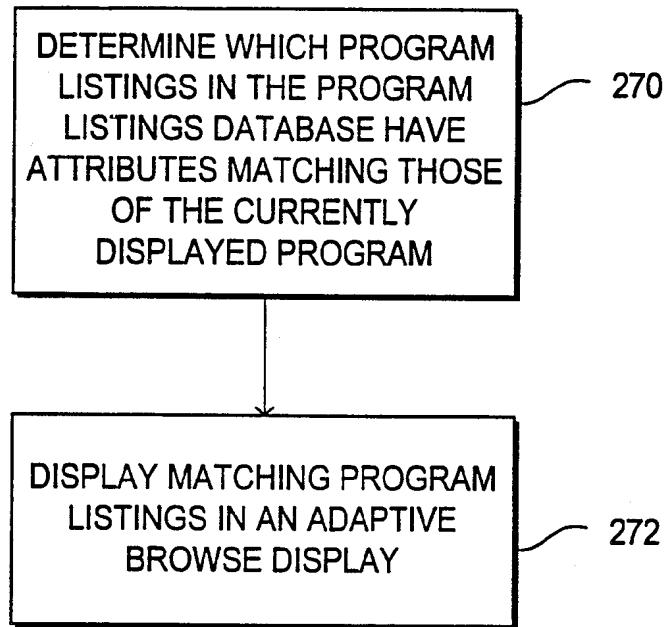 DETERMINE WHICH PROGRAM
LISTINGS IN THE PROGRAM
LISTINGS DATABASE HAVE
ATTRIBUTES MATCHING THOSE
OF THE CURRENTLY
DISPLAYED PROGRAM
270
DISPLAY MATCHING PROGRAM
LISTINGS IN AN ADAPTIVE
BROWSE DISPLAY
272